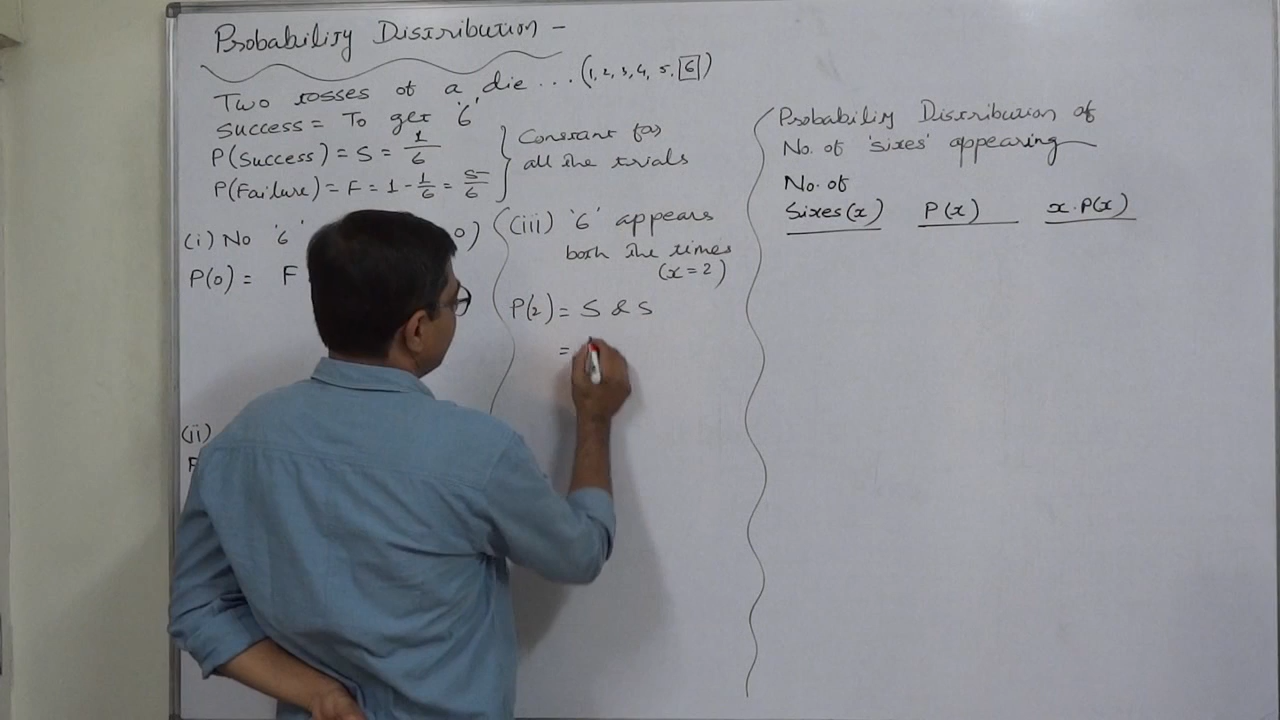 Probability Distribution -
Two tosses of a die ... (1, 2, 3, 4, 5, 6)
Success = To get '6'
P(Success) = S = 1/6
P(Failure) = F = 1 - 1/6 = 5/6
Constant for
all the trials
(i) No '6' 0)
P(0) = F
(ii)
(iii) '6' appears
both the times
(x = 2)
P(2) = S & S
=
Probability Distribution of
No. of 'sixes' appearing
No. of
Sixes (x) P(x) x. P(x)